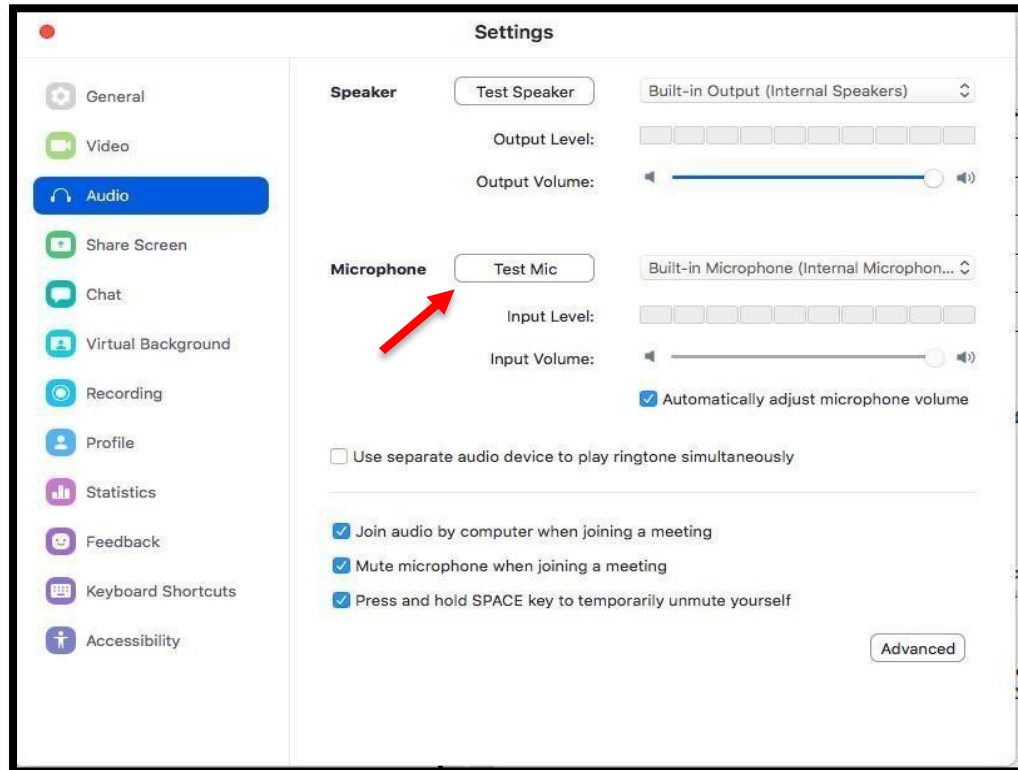 Settings
General
Video
Audio
Share Screen
Chat
Virtual Background
Recording
Profile
Statistics
Feedback
Keyboard Shortcuts
Accessibility
Speaker Test Speaker Built-in Output (Internal Speakers)
Output Level:
Output Volume:
Microphone Test Mic Built-in Microphone (Internal Microphon...
Input Level:
Input Volume:
Automatically adjust microphone volume
Use separate audio device to play ringtone simultaneously
Join audio by computer when joining a meeting
Mute microphone when joining a meeting
Press and hold SPACE key to temporarily unmute yourself
Advanced